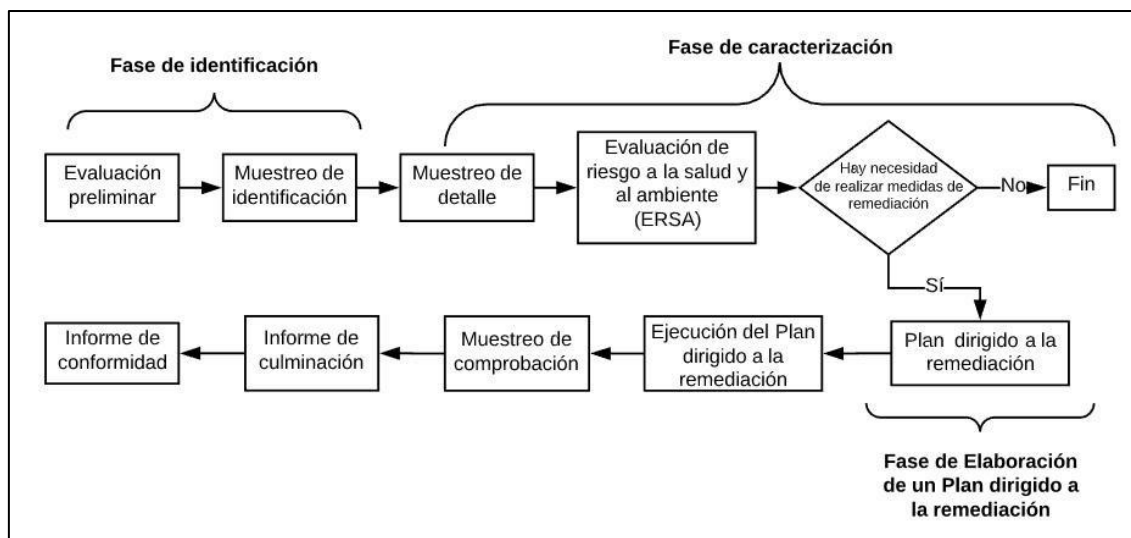 Fase de identificación
Fase de caracterización
Evaluación
preliminar
Muestreo de
identificación
Muestreo de
detalle
Evaluación de
riesgo a la salud y
al ambiente
(ERSA)
Hay necesidad
de realizar medidas de
remediación
No
Fin
Sí
Informe de
conformidad
Informe de
culminación
Muestreo de
comprobación
Ejecución del Plan
dirigido a la
remediación
Plan dirigido a la
remediación
Fase de Elaboración
de un Plan dirigido a
la remediación